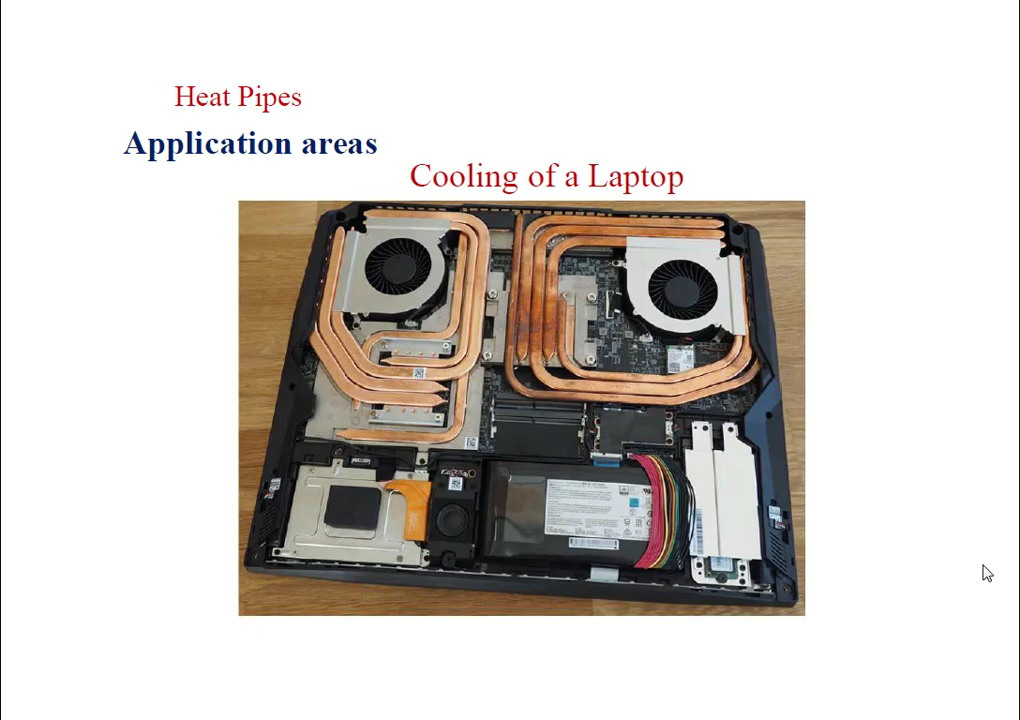 Heat Pipes
Application areas
Cooling of a Laptop